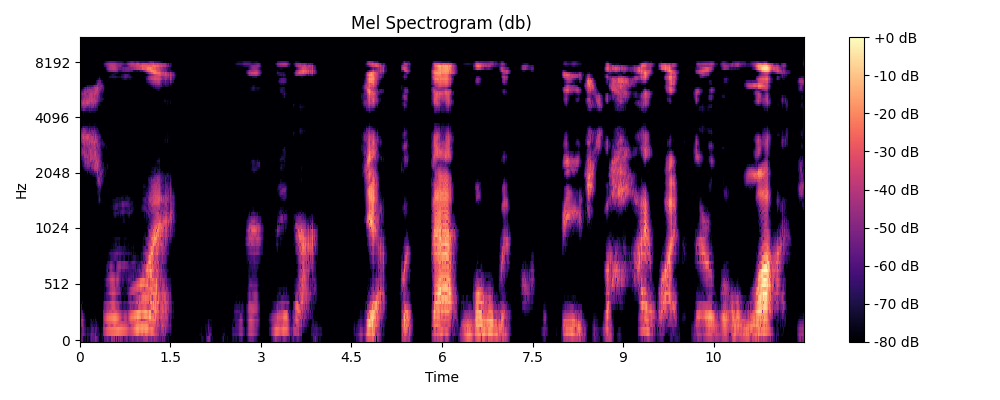 Mel Spectrogram (db)
Hz
8192
4096
2048
1024
512
0
0 1.5 3 4.5 6 7.5 9 10
Time
+0 dB
-10 dB
-20 dB
-30 dB
-40 dB
-50 dB
-60 dB
-70 dB
-80 dB